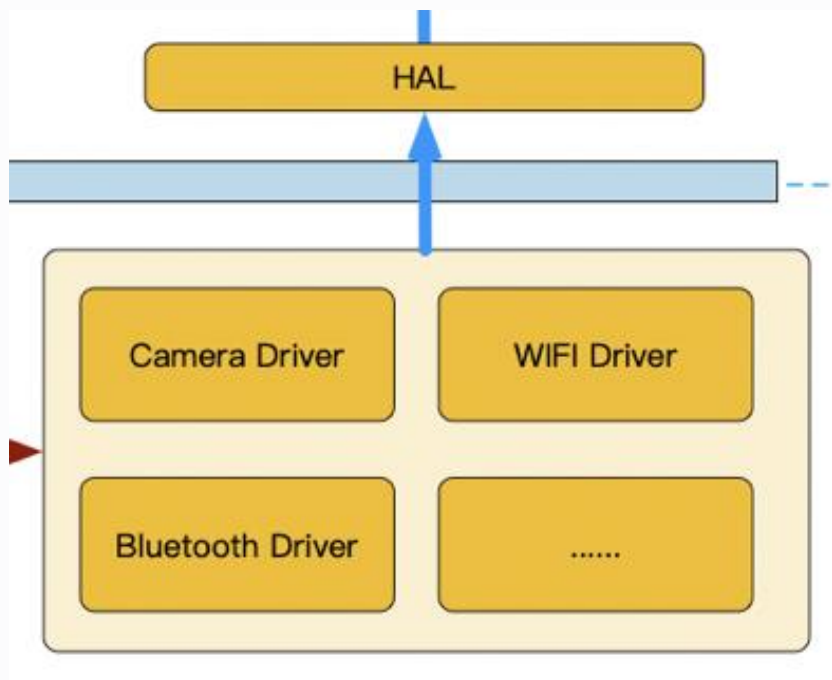 HAL
Camera Driver
WIFI Driver
Bluetooth Driver
......